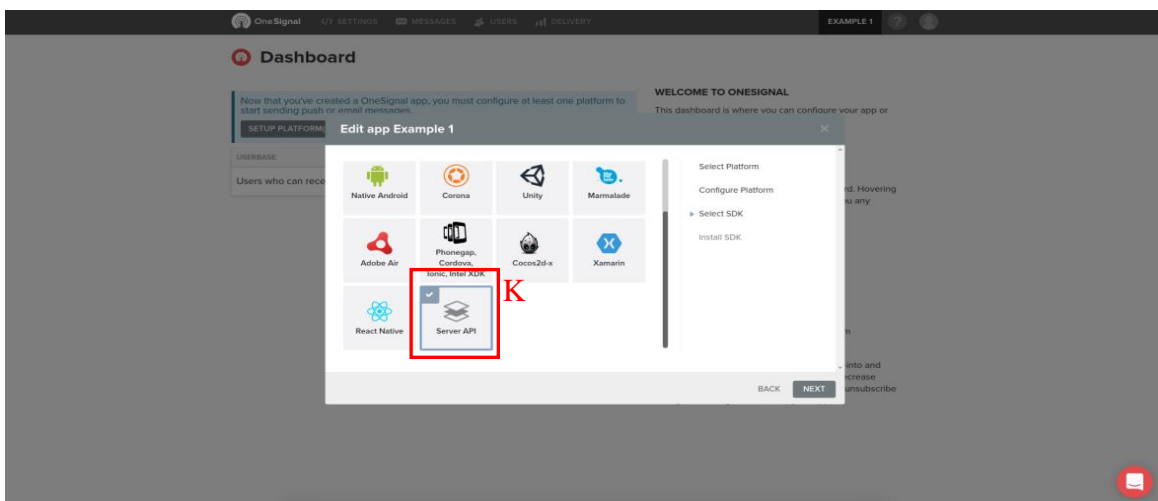 OneSignal </> SETTINGS MESSAGES USERS DELIVERY EXAMPLE 1 ?
Dashboard
Now that you've created a OneSignal app, you must configure at least one platform to
start sending push or email messages.
SETUP PLATFORM
WELCOME TO ONESIGNAL
This dashboard is where you can configure your app or
Edit app Example 1 ×
USERBASE
Users who can rece
Native Android
Corona
Unity
Marmalade
Adobe Air
Phonegap,
Cordova,
Ionic, Intel XDK
Cocos2d-x
Xamarin
React Native
Server API
K
Select Platform
Configure Platform
Select SDK
Install SDK
rd. Hovering
u any
into and
crease
unsubscribe
BACK NEXT